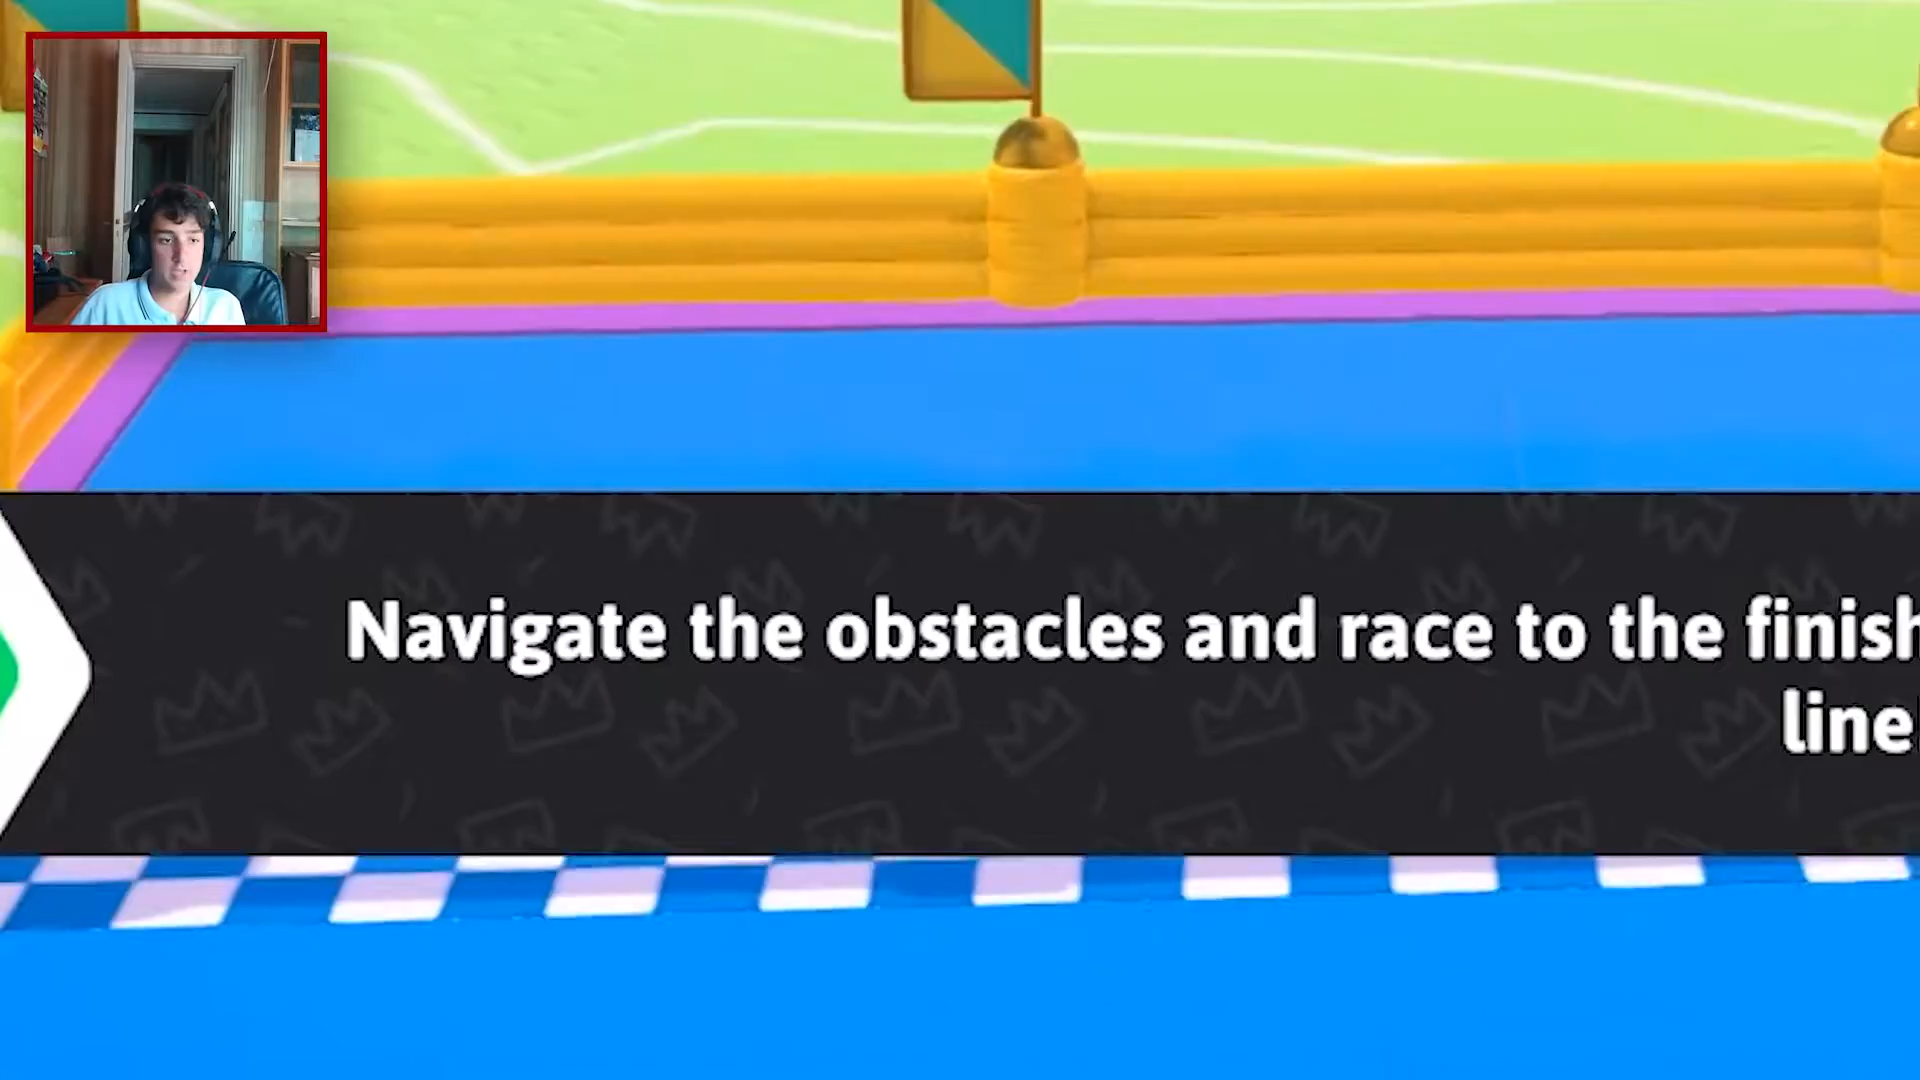 Navigate the obstacles and race to the finish
line!